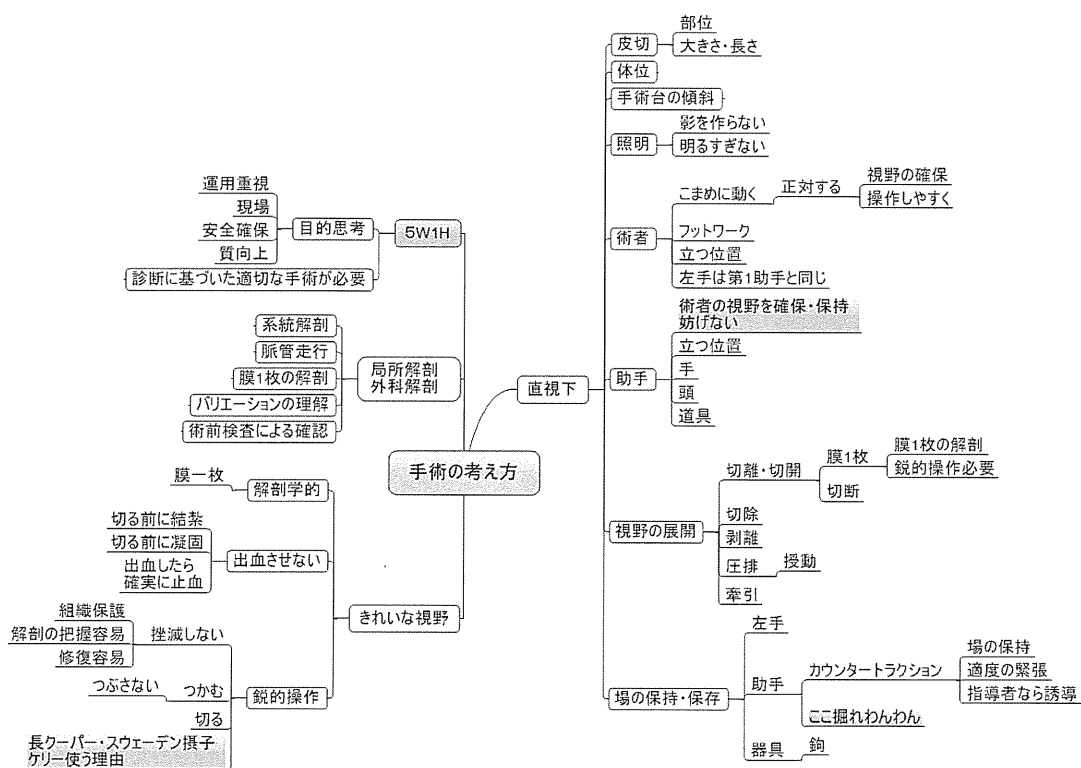 手術の考え方
5W1H
目的思考
運用重視
現場
安全確保
質向上
診断に基づいた適切な手術が必要
局所解剖
外科解剖
系統解剖
脈管走行
膜1枚の解剖
バリエーションの理解
術前検査による確認
きれいな視野
解剖学的
膜一枚
出血させない
切る前に結紮
切る前に凝固
出血したら
確実に止血
鋭的操作
挫滅しない
組織保護
解剖の把握容易
修復容易
つかむ
つぶさない
切る
長クーパー・スウェーデン摂子
ケリー使う理由
直視下
皮切
部位
大きさ・長さ
体位
手術台の傾斜
照明
影を作らない
明るすぎない
術者
こまめに動く
正対する
視野の確保
操作しやすく
フットワーク
立つ位置
左手は第1助手と同じ
助手
術者の視野を確保・保持
妨げない
立つ位置
手
頭
道具
視野の展開
切離・切開
膜1枚
膜1枚の解剖
鋭的操作必要
切断
切除
剥離
圧排
授動
牽引
場の保持・保存
左手
助手
カウンタートラクション
場の保持
適度の緊張
指導者なら誘導
ここ掘れわんわん
器具
鉤